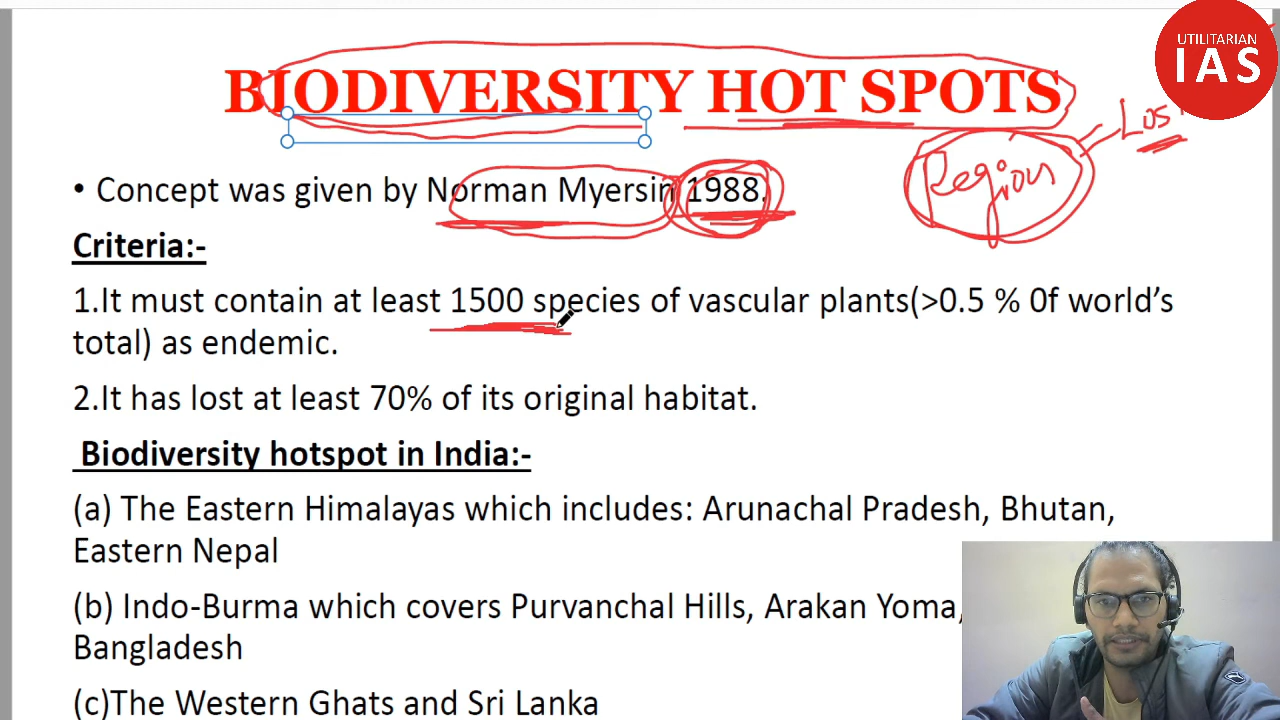 UTILITARIAN
IAS
BIODIVERSITY HOT SPOTS
Los
Regions
• Concept was given by Norman Myersin 1988.
Criteria:-
1.It must contain at least 1500 species of vascular plants(>0.5 % 0f world's
total) as endemic.
2.It has lost at least 70% of its original habitat.
Biodiversity hotspot in India:-
(a) The Eastern Himalayas which includes: Arunachal Pradesh, Bhutan,
Eastern Nepal
(b) Indo-Burma which covers Purvanchal Hills, Arakan Yoma,
Bangladesh
(c)The Western Ghats and Sri Lanka